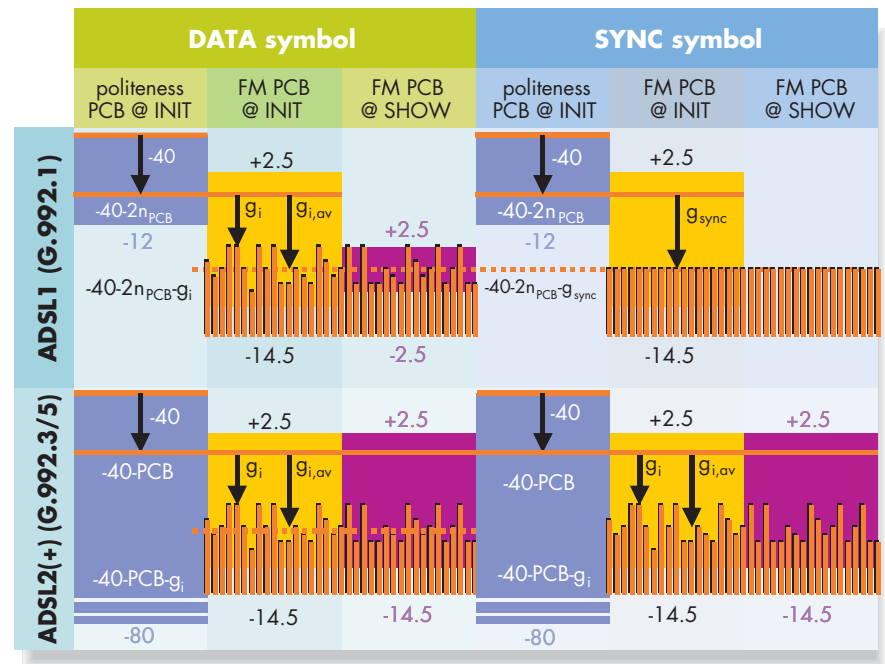 DATA symbol
SYNC symbol
politeness
PCB @ INIT
FM PCB
@ INIT
FM PCB
@ SHOW
politeness
PCB @ INIT
FM PCB
@ INIT
FM PCB
@ SHOW
ADSL1 (G.992.1)
-40
+2.5
-40-2nPCB
gi
gi,av
-12
+2.5
-40-2nPCB-gi
-14.5
-2.5
-40
+2.5
-40-2nPCB
gsync
-12
-40-2nPCB-gsync
-14.5
ADSL2(+) (G.992.3/5)
-40
+2.5
+2.5
-40-PCB
gi
gi,av
-40-PCB-gi
-14.5
-14.5
-80
-40
+2.5
+2.5
-40-PCB
gi
gi,av
-40-PCB-gi
-14.5
-14.5
-80